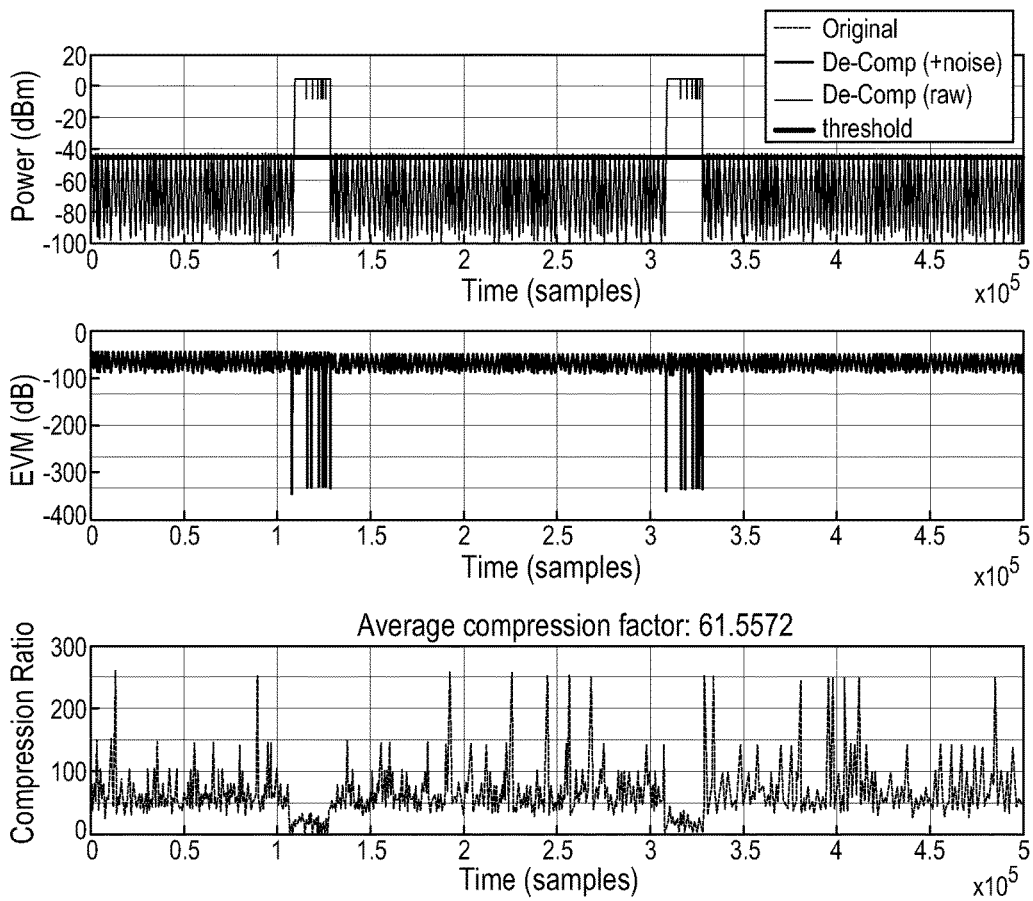 Original
De-Comp (+noise)
De-Comp (raw)
threshold
Power (dBm)
20
0
-20
-40
-60
-80
-100
0 0.5 1 1.5 2 2.5 3 3.5 4 4.5 5
Time (samples)
x10^5
EVM (dB)
0
-100
-200
-300
-400
0 0.5 1 1.5 2 2.5 3 3.5 4 4.5 5
Time (samples)
x10^5
Average compression factor: 61.5572
Compression Ratio
300
200
100
0
0 0.5 1 1.5 2 2.5 3 3.5 4 4.5 5
Time (samples)
x10^5